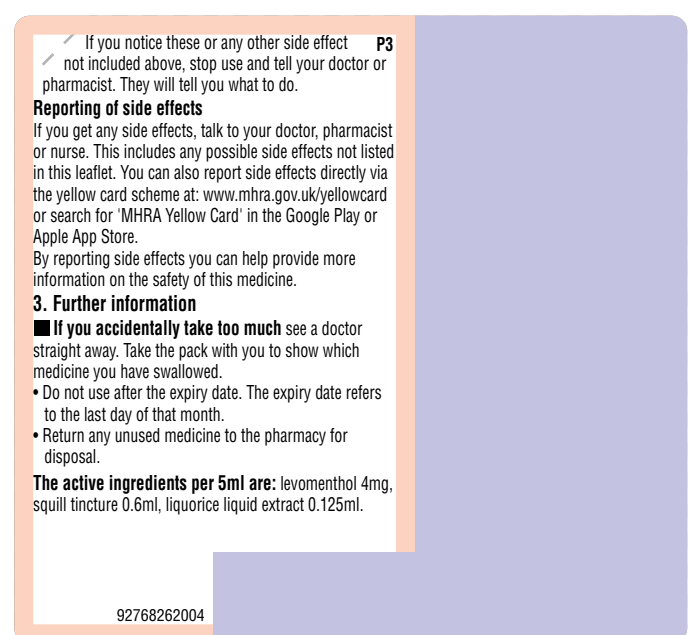 If you notice these or any other side effect P3
not included above, stop use and tell your doctor or
pharmacist. They will tell you what to do.
Reporting of side effects
If you get any side effects, talk to your doctor, pharmacist
or nurse. This includes any possible side effects not listed
in this leaflet. You can also report side effects directly via
the yellow card scheme at: www.mhra.gov.uk/yellowcard
or search for 'MHRA Yellow Card' in the Google Play or
Apple App Store.
By reporting side effects you can help provide more
information on the safety of this medicine.
3. Further information
If you accidentally take too much see a doctor
straight away. Take the pack with you to show which
medicine you have swallowed.
• Do not use after the expiry date. The expiry date refers
to the last day of that month.
• Return any unused medicine to the pharmacy for
disposal.
The active ingredients per 5ml are: levomenthol 4mg,
squill tincture 0.6ml, liquorice liquid extract 0.125ml.
92768262004